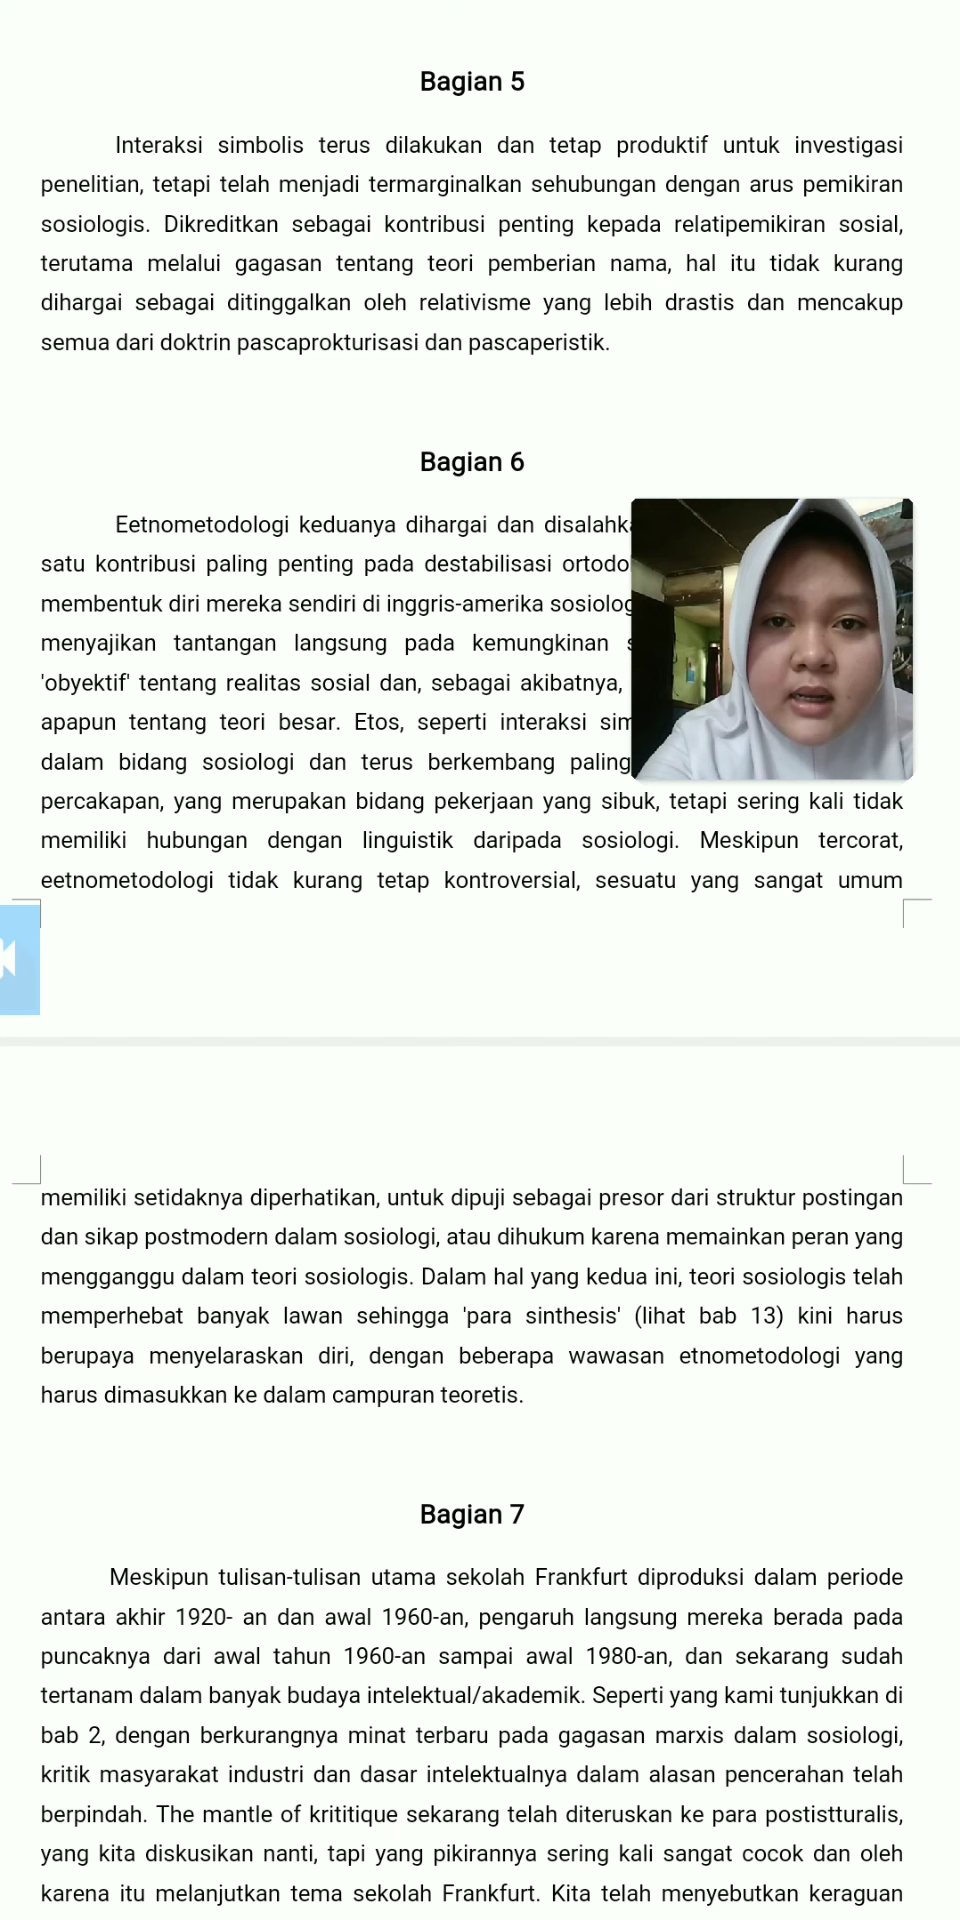 Bagian 5
Interaksi simbolis terus dilakukan dan tetap produktif untuk investigasi
penelitian, tetapi telah menjadi termarginalkan sehubungan dengan arus pemikiran
sosiologis. Dikreditkan sebagai kontribusi penting kepada relatipemikiran sosial,
terutama melalui gagasan tentang teori pemberian nama, hal itu tidak kurang
dihargai sebagai ditinggalkan oleh relativisme yang lebih drastis dan mencakup
semua dari doktrin pascaprokturisasi dan pascaperistik.
Bagian 6
Eetnometodologi keduanya dihargai dan
satu kontribusi paling penting pada destabilisasi
membentuk diri mereka sendiri di inggris-amerika
menyajikan tantangan langsung pada kemungkinan
'obyektif' tentang realitas sosial dan, sebagai akibatnya,
apapun tentang teori besar. Etos, seperti interaksi
dalam bidang sosiologi dan terus berkembang paling
percakapan, yang merupakan bidang pekerjaan yang sibuk, tetapi sering kali tidak
memiliki hubungan dengan linguistik daripada sosiologi. Meskipun tercorat,
eetnometodologi tidak kurang tetap kontroversial, sesuatu yang sangat umum
memiliki setidaknya diperhatikan, untuk dipuji sebagai presor dari struktur postingan
dan sikap postmodern dalam sosiologi, atau dihukum karena memainkan peran yang
mengganggu dalam teori sosiologis. Dalam hal yang kedua ini, teori sosiologis telah
memperhebat banyak lawan sehingga 'para sinthesis' (lihat bab 13) kini harus
berupaya menyelaraskan diri, dengan beberapa wawasan etnometodologi yang
harus dimasukkan ke dalam campuran teoretis.
Bagian 7
Meskipun tulisan-tulisan utama sekolah Frankfurt diproduksi dalam periode
antara akhir 1920- an dan awal 1960-an, pengaruh langsung mereka berada pada
puncaknya dari awal tahun 1960-an sampai awal 1980-an, dan sekarang sudah
tertanam dalam banyak budaya intelektual/akademik. Seperti yang kami tunjukkan di
bab 2, dengan berkurangnya minat terbaru pada gagasan marxis dalam sosiologi,
kritik masyarakat industri dan dasar intelektualnya dalam alasan pencerahan telah
berpindah. The mantle of krititique sekarang telah diteruskan ke para postistturalis,
yang kita diskusikan nanti, tapi yang pikirannya sering kali sangat cocok dan oleh
karena itu melanjutkan tema sekolah Frankfurt. Kita telah menyebutkan keraguan